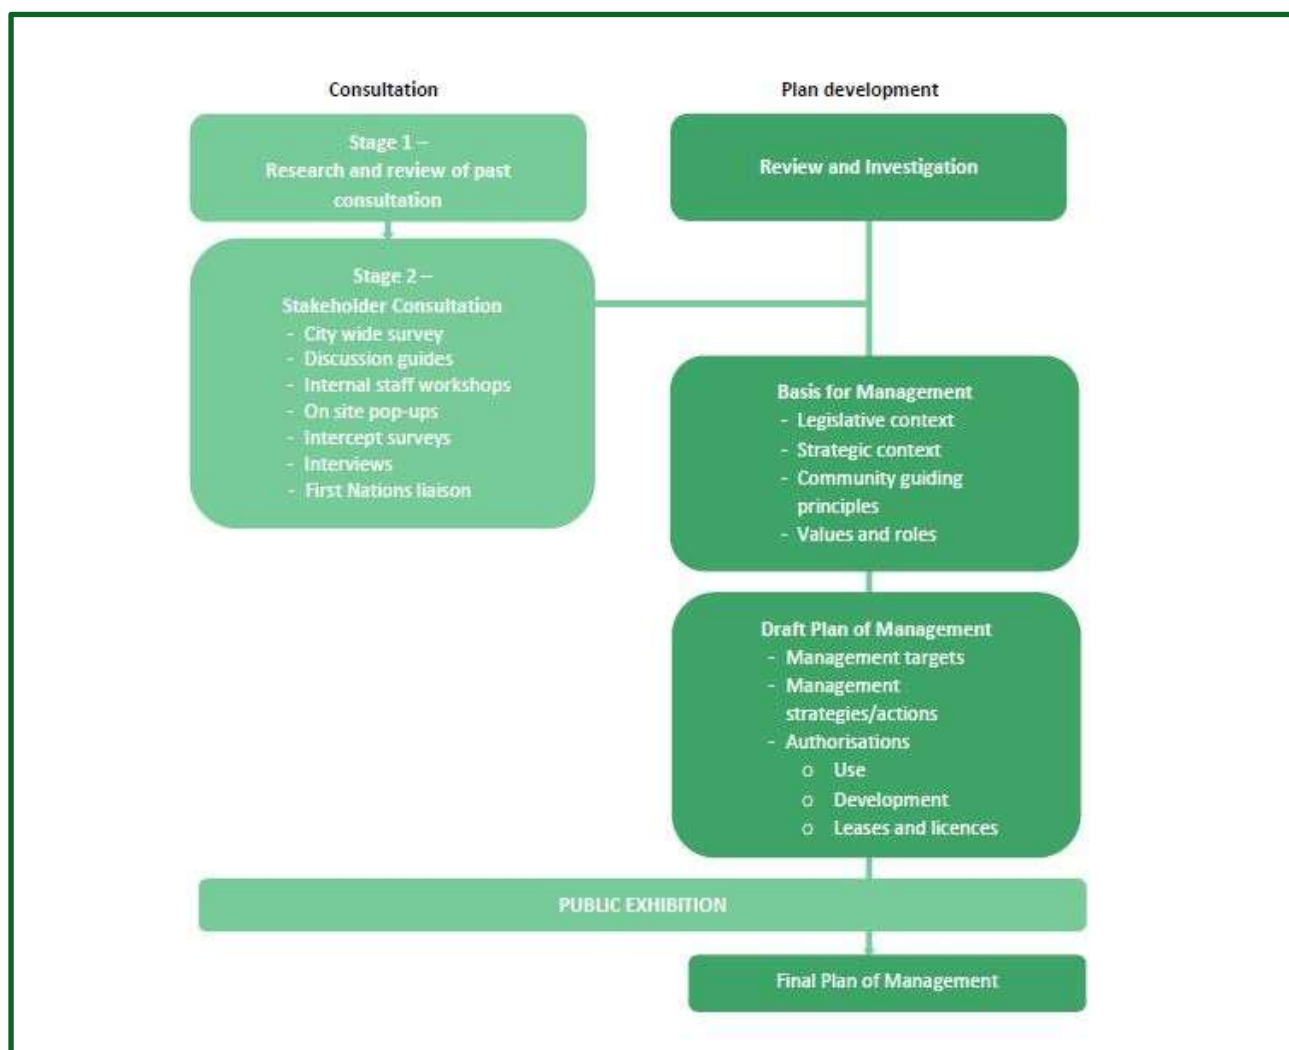 Consultation
Stage 1 –
Research and review of past
consultation
Stage 2 –
Stakeholder Consultation
- City wide survey
- Discussion guides
- Internal staff workshops
- On site pop-ups
- Intercept surveys
- Interviews
- First Nations liaison
Plan development
Review and Investigation
Basis for Management
- Legislative context
- Strategic context
- Community guiding
principles
- Values and roles
Draft Plan of Management
- Management targets
- Management
strategies/actions
- Authorisations
o Use
o Development
o Leases and licences
PUBLIC EXHIBITION
Final Plan of Management